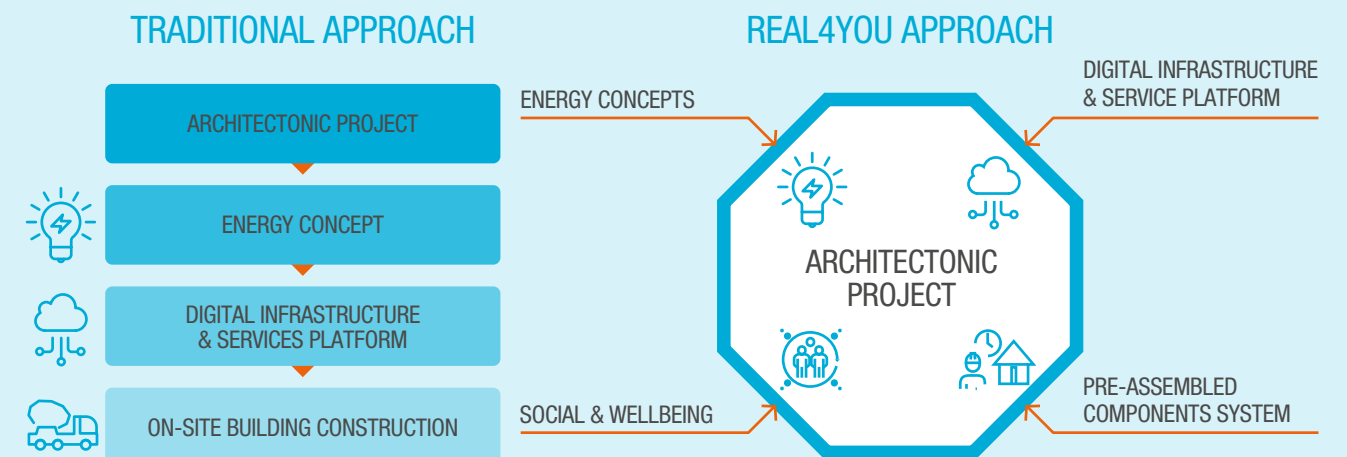 TRADITIONAL APPROACH
ARCHITECTONIC PROJECT
ENERGY CONCEPT
DIGITAL INFRASTRUCTURE
& SERVICES PLATFORM
ON-SITE BUILDING CONSTRUCTION
REAL4YOU APPROACH
ENERGY CONCEPTS
DIGITAL INFRASTRUCTURE
& SERVICE PLATFORM
ARCHITECTONIC
PROJECT
SOCIAL & WELLBEING
PRE-ASSEMBLED
COMPONENTS SYSTEM